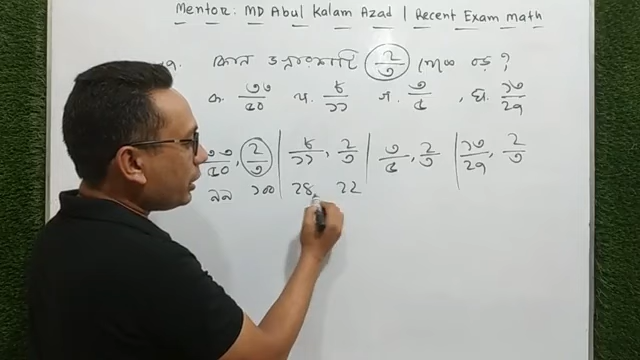 Mentor: MD Abul Kalam Azad | Recent Exam Math
১৭. কোন ভগ্নাংশটি ২/৩ থেকে বড় ?
ক. ৩৩/৫০ খ. ৮/১১ গ. ৩/৫ , ঘ. ১৩/২৭
৩৩/৫০, ২/৩ | ৮/১১, ২/৩ | ৩/৫, ২/৩ | ১৩/২৭, ২/৩
৯৯ ১০০ ২৪ ২২